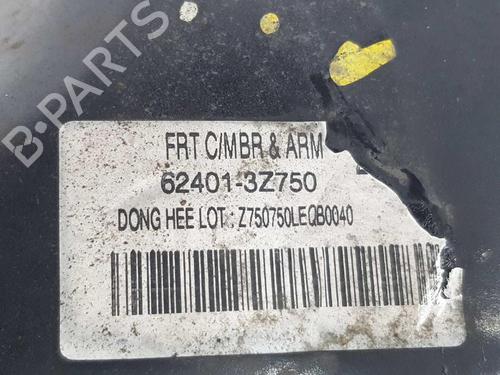 B-PARTS
FRT C/MBR & ARM
62401-3Z750
DONG HEE LOT : Z750750LEQB0040